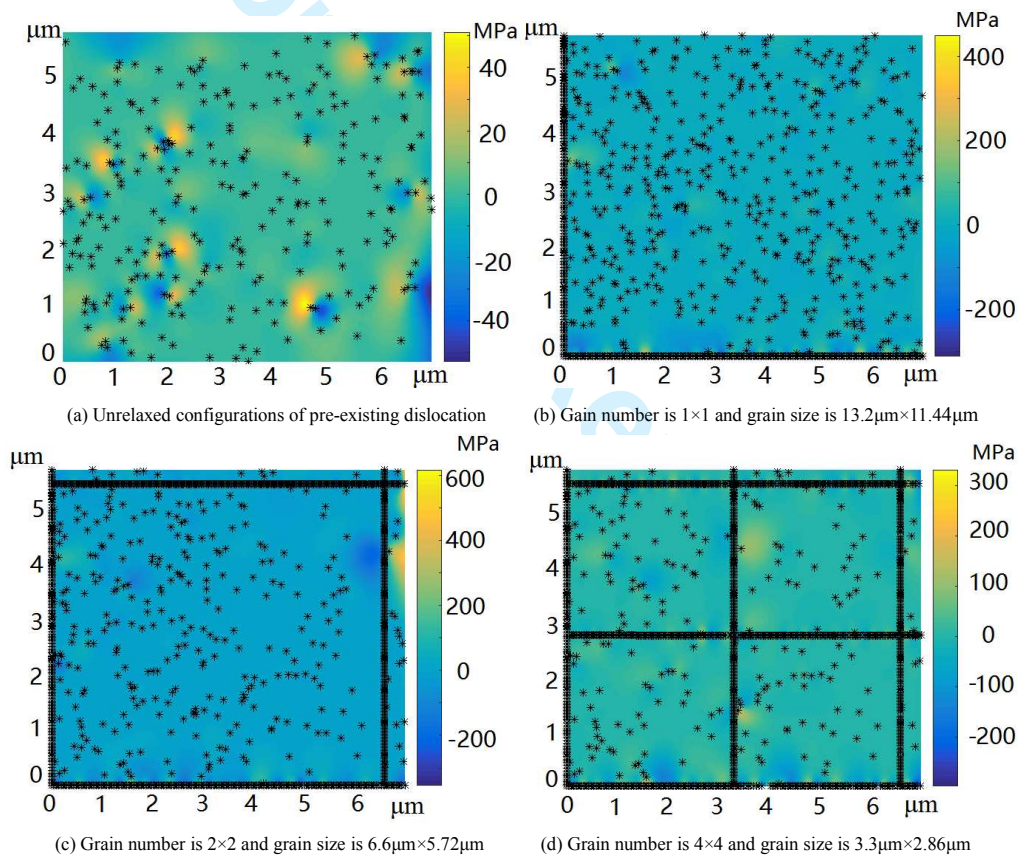 μm
MPa
5
4
3
2
1
0
0 1 2 3 4 5 6 μm
40
20
0
-20
-40
(a) Unrelaxed configurations of pre-existing dislocation
μm
MPa
5
4
3
2
1
0
0 1 2 3 4 5 6 μm
400
200
0
-200
(b) Gain number is 1×1 and grain size is 13.2μm×11.44μm
μm
MPa
5
4
3
2
1
0
0 1 2 3 4 5 6 μm
600
400
200
0
-200
(c) Grain number is 2×2 and grain size is 6.6μm×5.72μm
μm
MPa
5
4
3
2
1
0
0 1 2 3 4 5 6 μm
300
200
100
0
-100
-200
(d) Grain number is 4×4 and grain size is 3.3μm×2.86μm